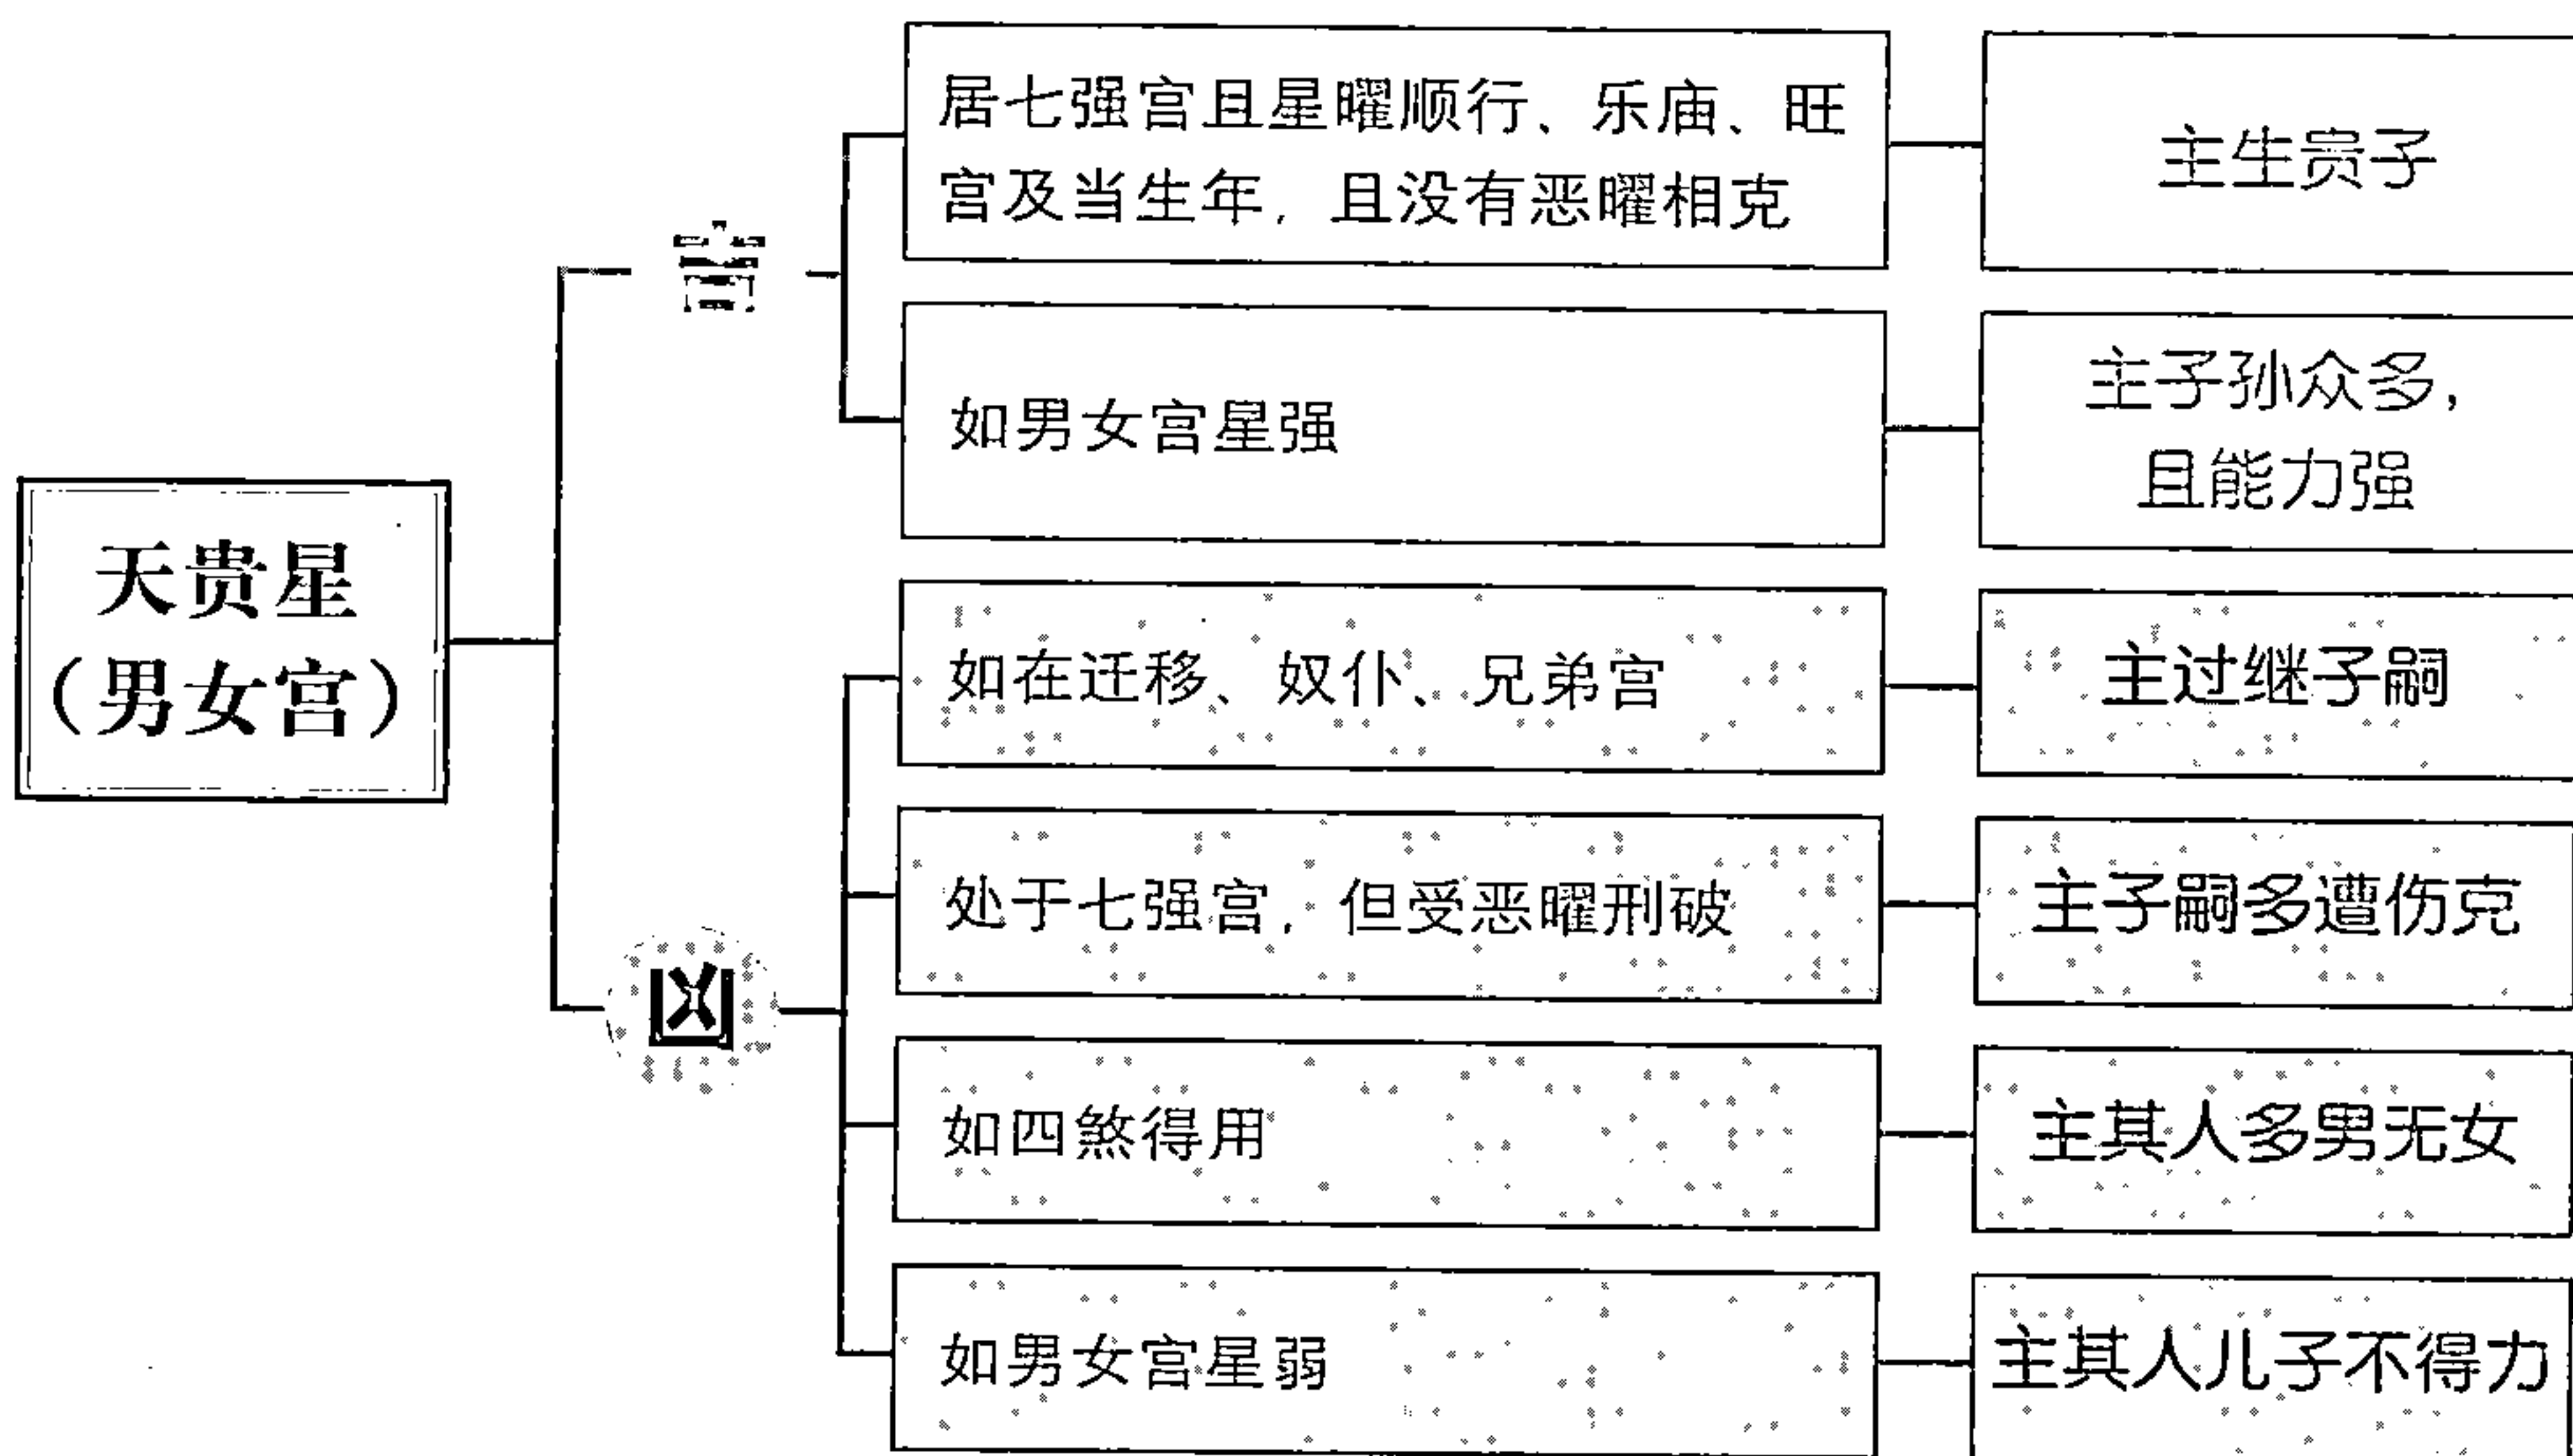 居七强宫且星曜顺行、乐庙、旺
宫及当生年，且没有恶曜相克
主生贵子
如男女宫星强
主子孙众多，
且能力强
天贵星
（男女宫）
如在迁移、奴仆、兄弟宫
主过继子嗣
处于七强宫，但受恶曜刑破
主子嗣多遭伤克
凶
如四煞得用
主其人多男无女
如男女宫星弱
主其人儿子不得力